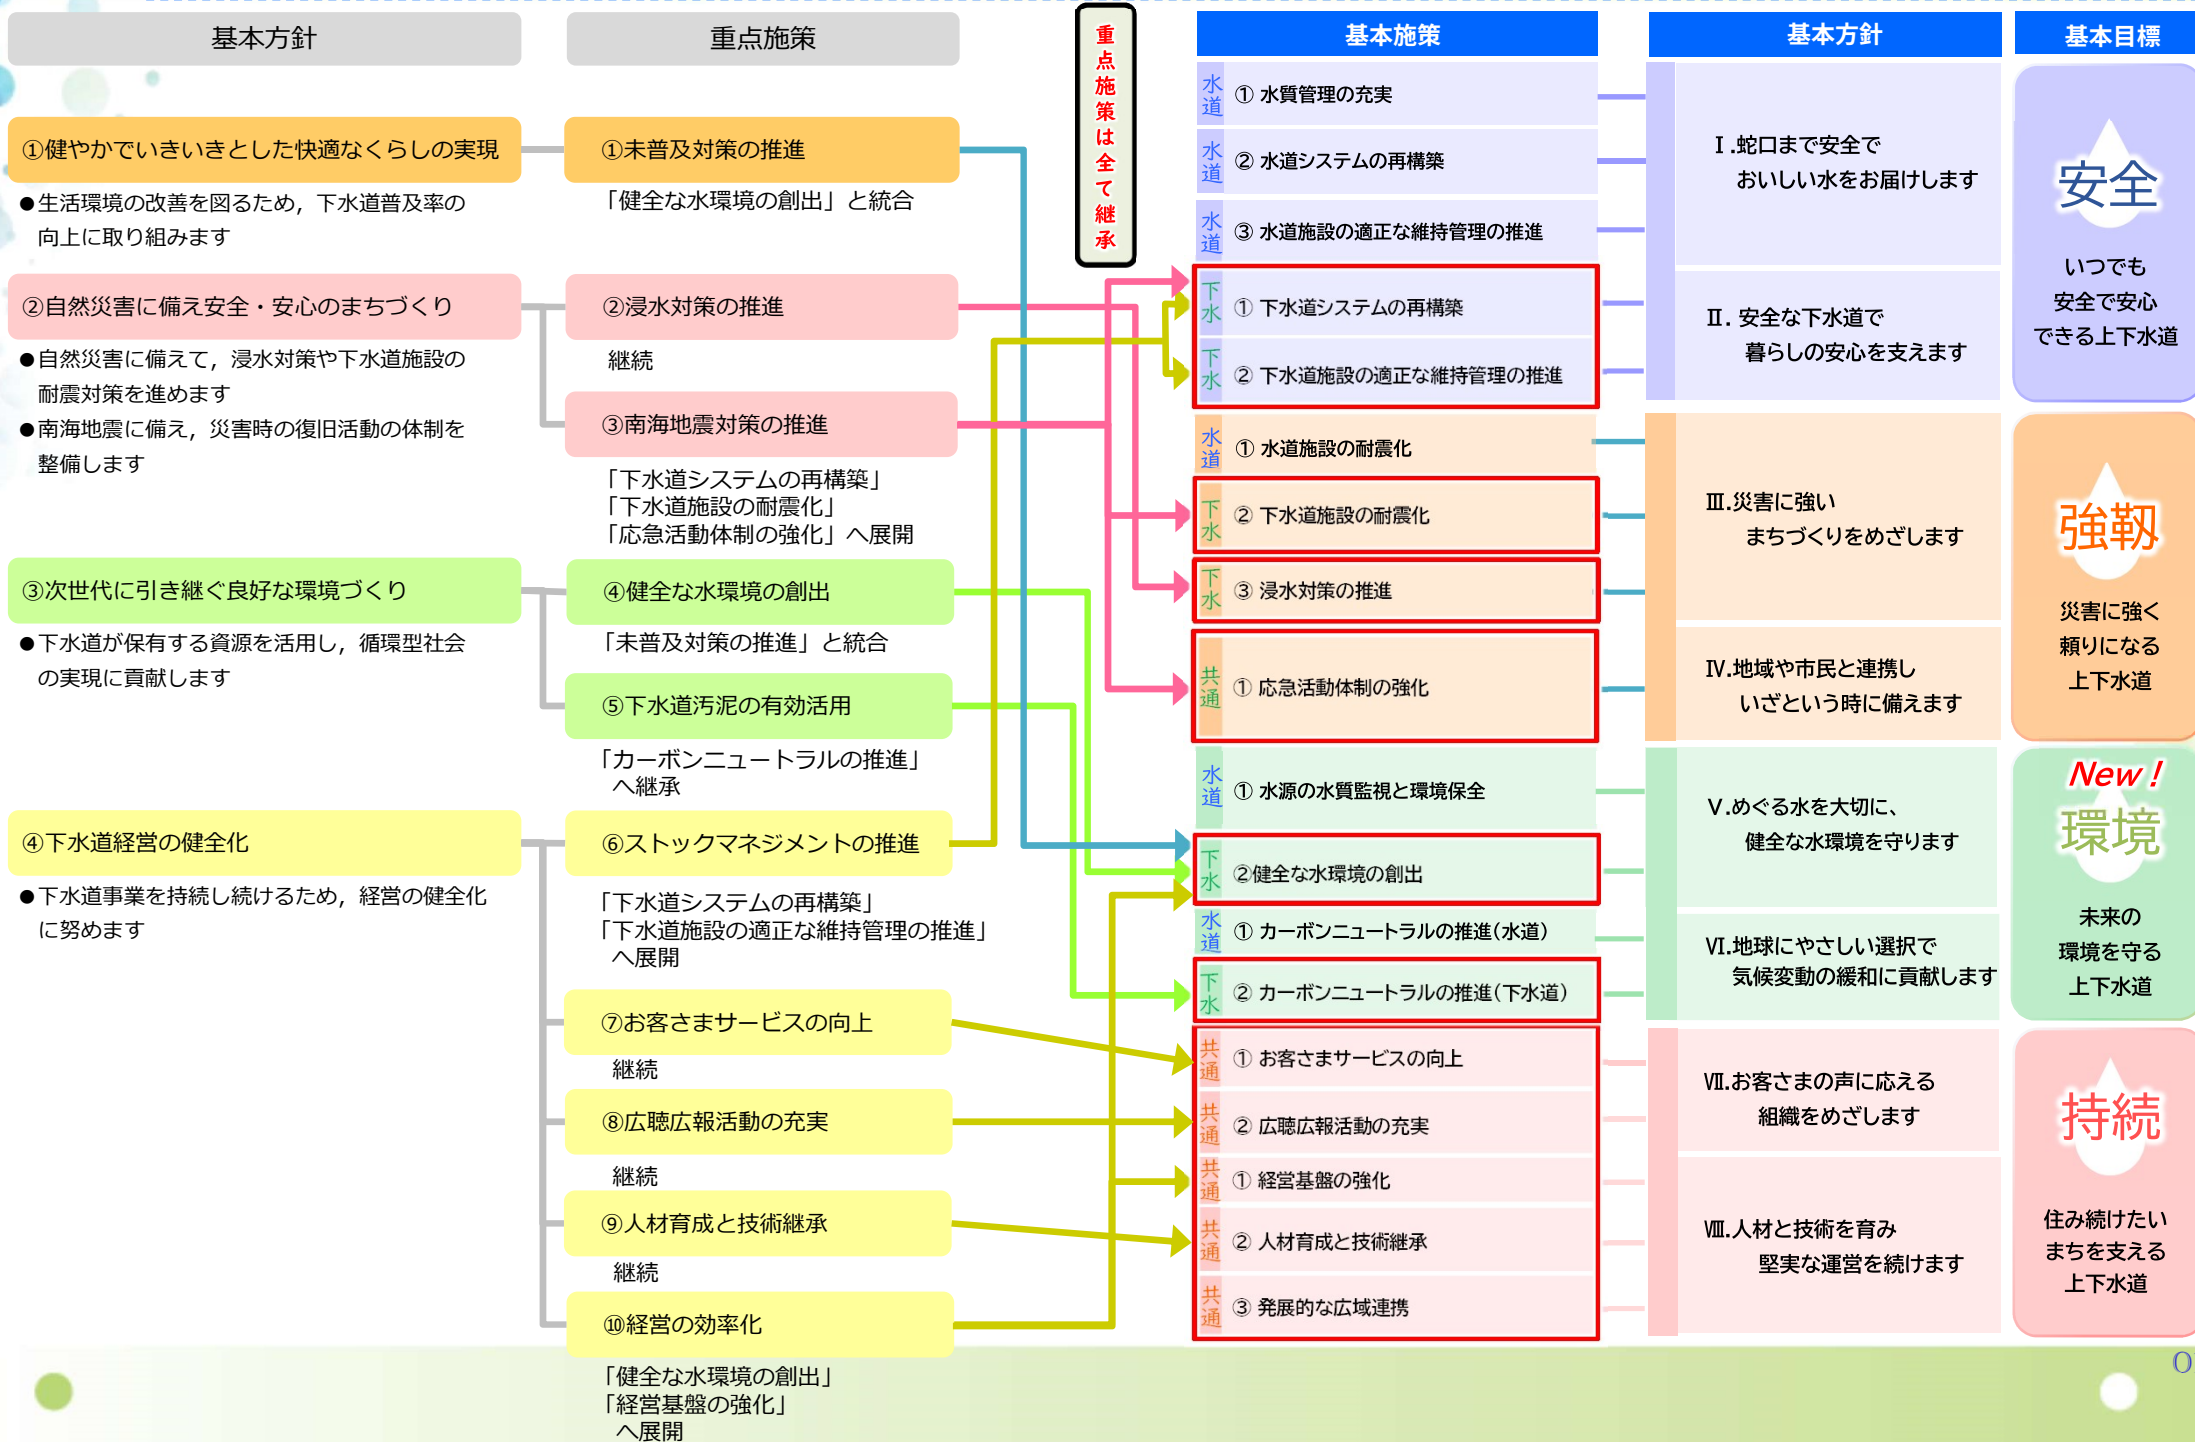 基本方針
①健やかでいきいきとした快適なくらしの実現
●生活環境の改善を図るため，下水道普及率の
向上に取り組みます
②自然災害に備え安全・安心のまちづくり
●自然災害に備えて，浸水対策や下水道施設の
耐震対策を進めます
●南海地震に備え，災害時の復旧活動の体制を
整備します
③次世代に引き継ぐ良好な環境づくり
●下水道が保有する資源を活用し，循環型社会
の実現に貢献します
④下水道経営の健全化
●下水道事業を持続し続けるため，経営の健全化
に努めます
重点施策
①未普及対策の推進
「健全な水環境の創出」と統合
②浸水対策の推進
継続
③南海地震対策の推進
「下水道システムの再構築」
「下水道施設の耐震化」
「応急活動体制の強化」へ展開
④健全な水環境の創出
「未普及対策の推進」と統合
⑤下水道汚泥の有効活用
「カーボンニュートラルの推進」
へ継承
⑥ストックマネジメントの推進
「下水道システムの再構築」
「下水道施設の適正な維持管理の推進」
へ展開
⑦お客さまサービスの向上
継続
⑧広聴広報活動の充実
継続
⑨人材育成と技術継承
継続
⑩経営の効率化
「健全な水環境の創出」
「経営基盤の強化」
へ展開
重点施策は全て継承
基本施策
水道 ① 水質管理の充実
水道 ② 水道システムの再構築
水道 ③ 水道施設の適正な維持管理の推進
下水 ① 下水道システムの再構築
下水 ② 下水道施設の適正な維持管理の推進
水道 ① 水道施設の耐震化
下水 ② 下水道施設の耐震化
下水 ③ 浸水対策の推進
共通 ① 応急活動体制の強化
水道 ① 水源の水質監視と環境保全
下水 ②健全な水環境の創出
水道 ① カーボンニュートラルの推進(水道)
下水 ② カーボンニュートラルの推進(下水道)
共通 ① お客さまサービスの向上
共通 ② 広聴広報活動の充実
共通 ① 経営基盤の強化
共通 ② 人材育成と技術継承
共通 ③ 発展的な広域連携
基本方針
Ⅰ.蛇口まで安全で
おいしい水をお届けします
Ⅱ. 安全な下水道で
暮らしの安心を支えます
Ⅲ.災害に強い
まちづくりをめざします
Ⅳ.地域や市民と連携し
いざという時に備えます
Ⅴ.めぐる水を大切に、
健全な水環境を守ります
Ⅵ.地球にやさしい選択で
気候変動の緩和に貢献します
Ⅶ.お客さまの声に応える
組織をめざします
Ⅷ.人材と技術を育み
堅実な運営を続けます
基本目標
安全
いつでも
安全で安心
できる上下水道
強靭
災害に強く
頼りになる
上下水道
New！
環境
未来の
環境を守る
上下水道
持続
住み続けたい
まちを支える
上下水道
0